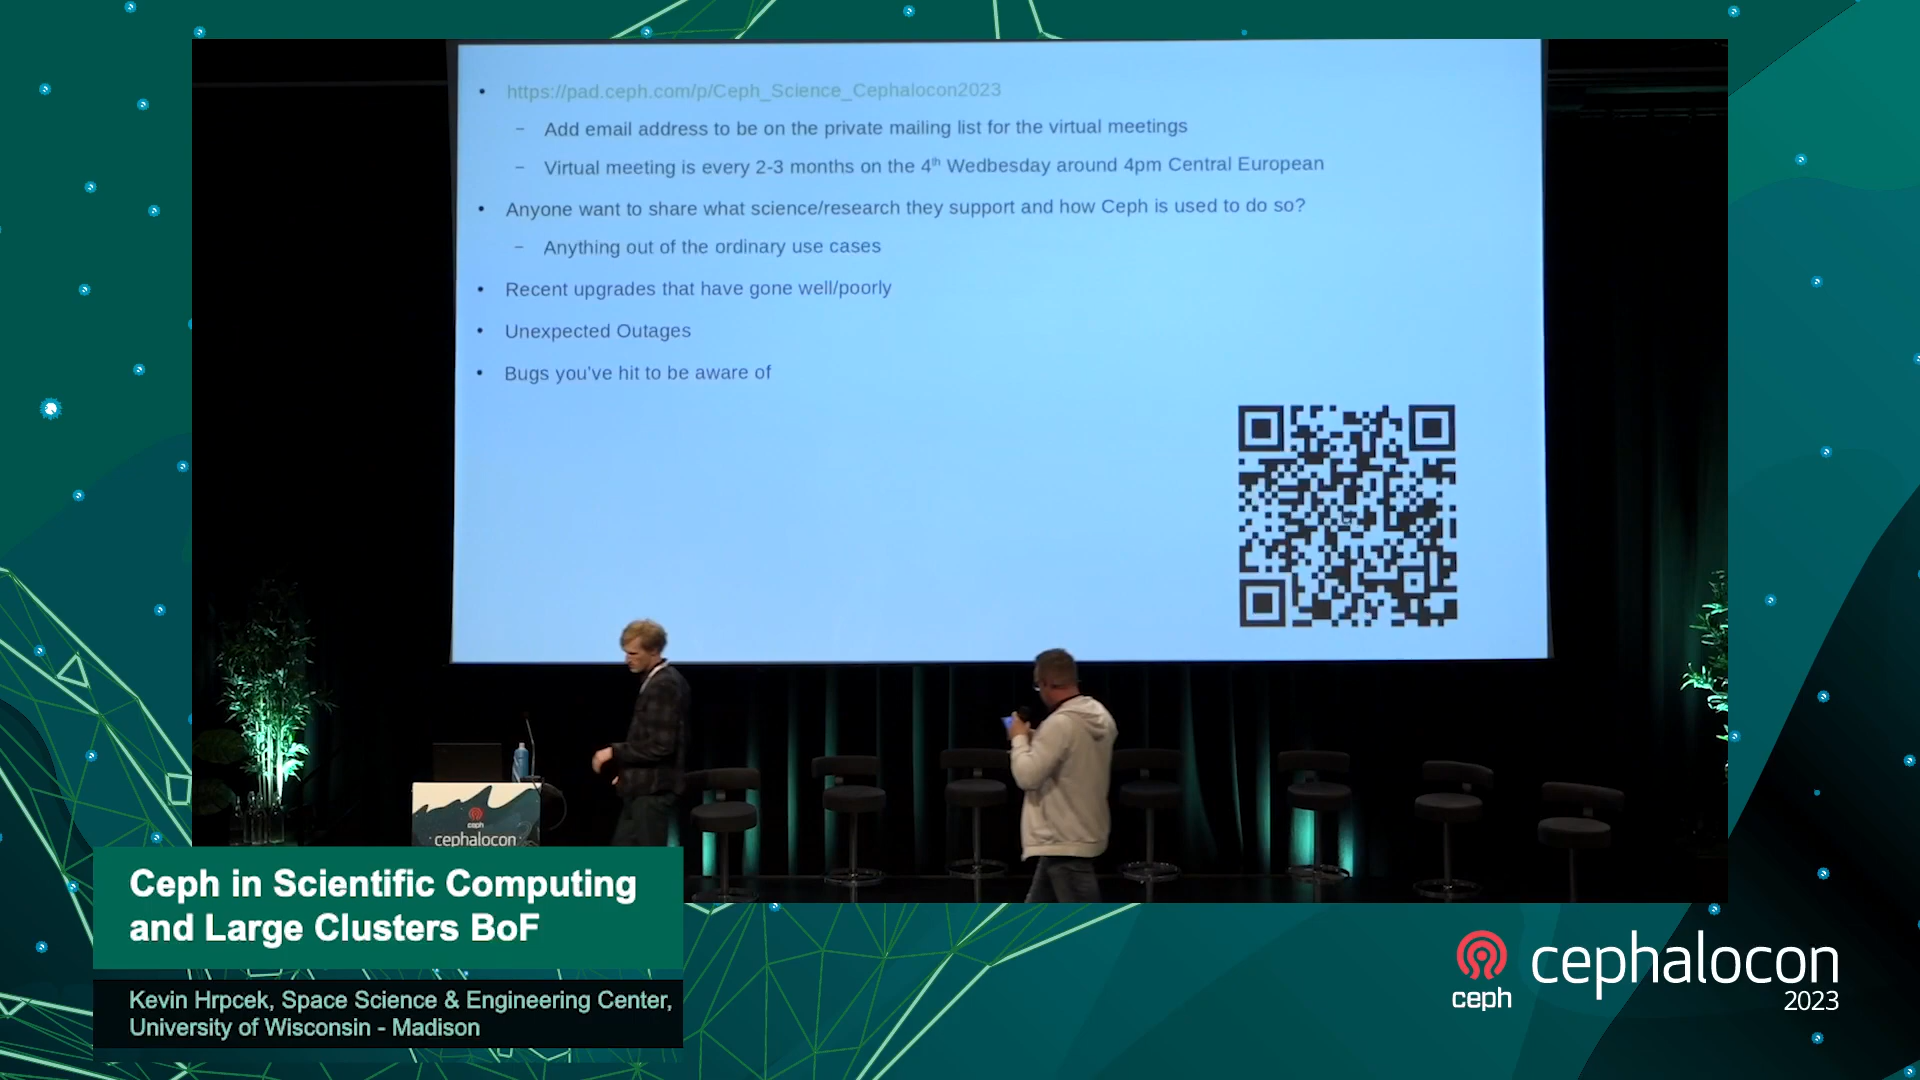 https://pad.ceph.com/p/Ceph_Science_Cephalocon2023
Add email address to be on the private mailing list for the virtual meetings
Virtual meeting is every 2-3 months on the 4th Wedbesday around 4pm Central European
Anyone want to share what science/research they support and how Ceph is used to do so?
Anything out of the ordinary use cases
Recent upgrades that have gone well/poorly
Unexpected Outages
Bugs you've hit to be aware of
ceph
cephalocon
Ceph in Scientific Computing
and Large Clusters BoF
Kevin Hrpcek, Space Science & Engineering Center,
University of Wisconsin - Madison
ceph
cephalocon
2023